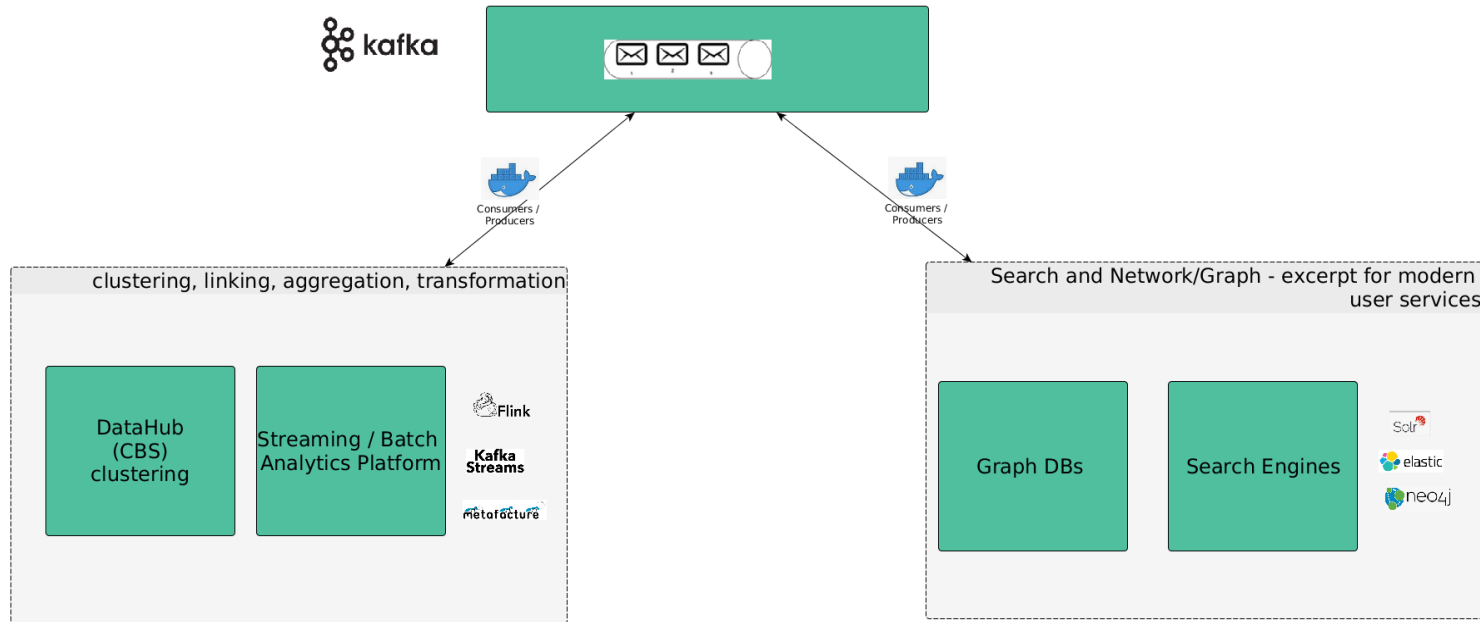 kafka
Consumers /
Producers
Consumers /
Producers
clustering, linking, aggregation, transformation
DataHub
(CBS)
clustering
Streaming / Batch
Analytics Platform
Flink
Kafka
Streams
metafacture
Search and Network/Graph - excerpt for modern
user services
Graph DBs
Search Engines
Solr
elastic
neo4j